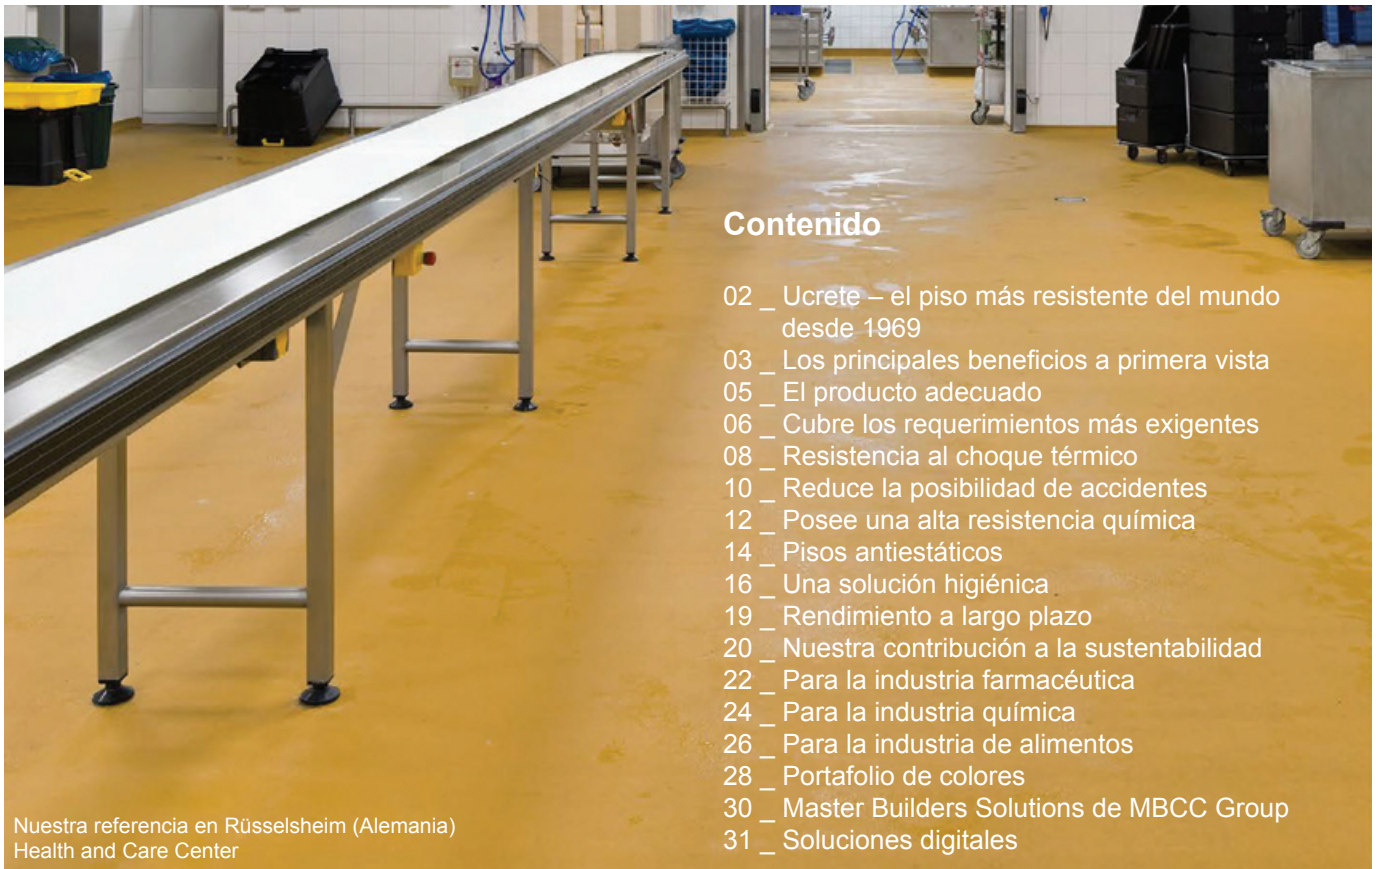 Contenido
02 _ Ucrete – el piso más resistente del mundo
desde 1969
03 _ Los principales beneficios a primera vista
05 _ El producto adecuado
06 _ Cubre los requerimientos más exigentes
08 _ Resistencia al choque térmico
10 _ Reduce la posibilidad de accidentes
12 _ Posee una alta resistencia química
14 _ Pisos antiestáticos
16 _ Una solución higiénica
19 _ Rendimiento a largo plazo
20 _ Nuestra contribución a la sustentabilidad
22 _ Para la industria farmacéutica
24 _ Para la industria química
26 _ Para la industria de alimentos
28 _ Portafolio de colores
30 _ Master Builders Solutions de MBCC Group
31 _ Soluciones digitales
Nuestra referencia en Rüsselsheim (Alemania)
Health and Care Center